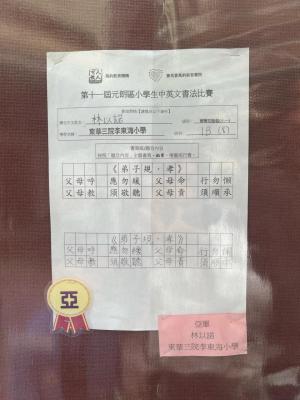 第十一屆元朗區小學生中英文書法比賽
林以諾
東華三院李東海小學
1B (8)
《弟子規·孝》
父母呼 應勿緩 父母命 行勿懶
父母教 須敬聽 父母責 須順承
《弟子規·孝》
父母呼 應勿緩 父母命 行勿懶
父母教 須敬聽 父母責 須順承
亞
亞軍
林以諾
東華三院李東海小學